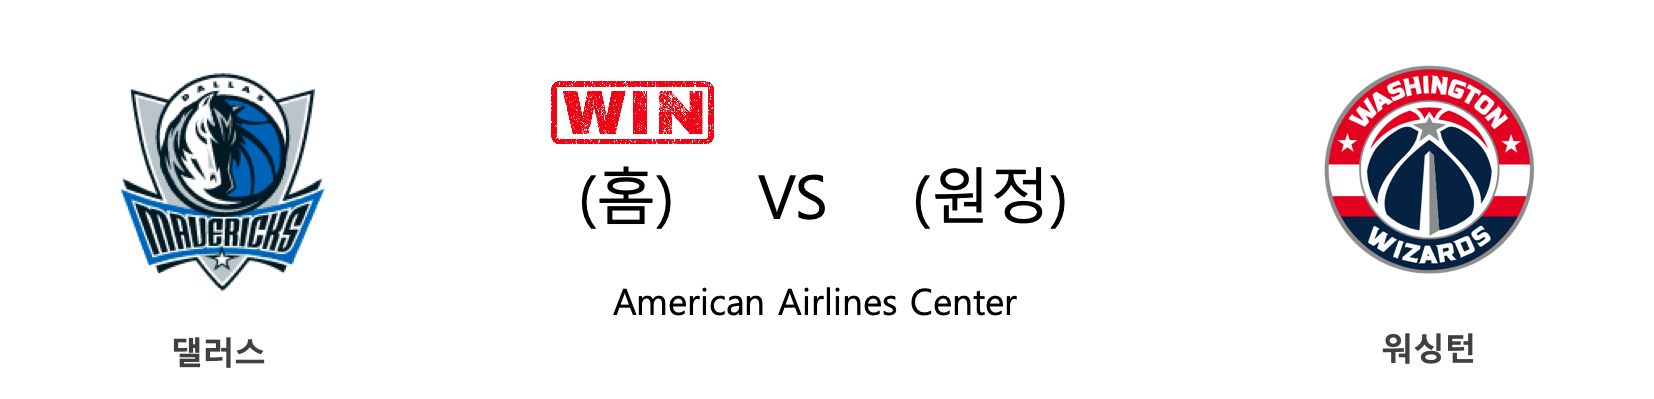 WIN
(홈) VS (원정)
American Airlines Center
DALLAS
MAVERICKS
댈러스
WASHINGTON
WIZARDS
워싱턴